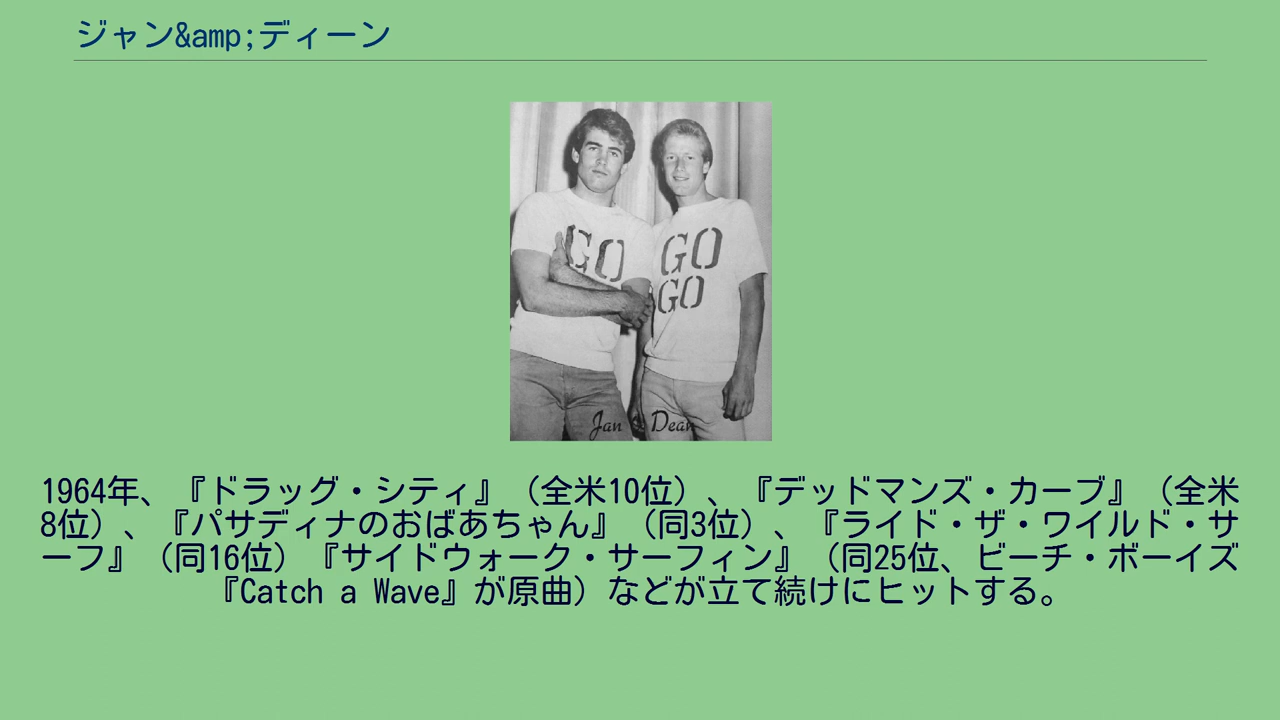 ジャン&amp;ディーン
GO
GO
GO
Jan & Dean
1964年、『ドラッグ・シティ』（全米10位）、『デッドマンズ・カーブ』（全米
8位）、『パサディナのおばあちゃん』（同3位）、『ライド・ザ・ワイルド・サ
ーフ』（同16位）『サイドウォーク・サーフィン』（同25位、ビーチ・ボーイズ
『Catch a Wave』が原曲）などが立て続けにヒットする。